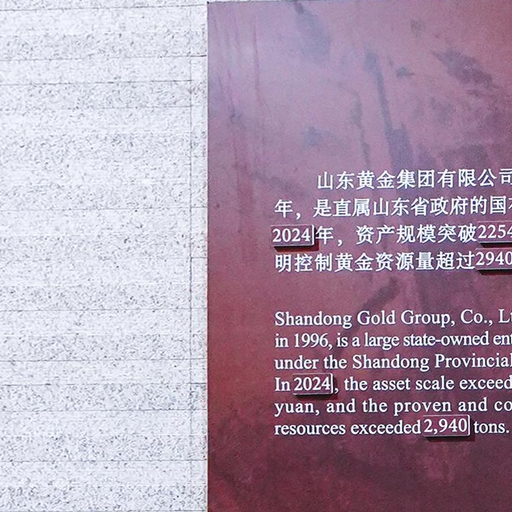 山东黄金集团有限公司
年，是直属山东省政府的国
2024年，资产规模突破2254
明控制黄金资源量超过2940
Shandong Gold Group, Co., L
in 1996, is a large state-owned ent
under the Shandong Provincial
In 2024, the asset scale exceed
yuan, and the proven and co
resources exceeded 2,940 tons.